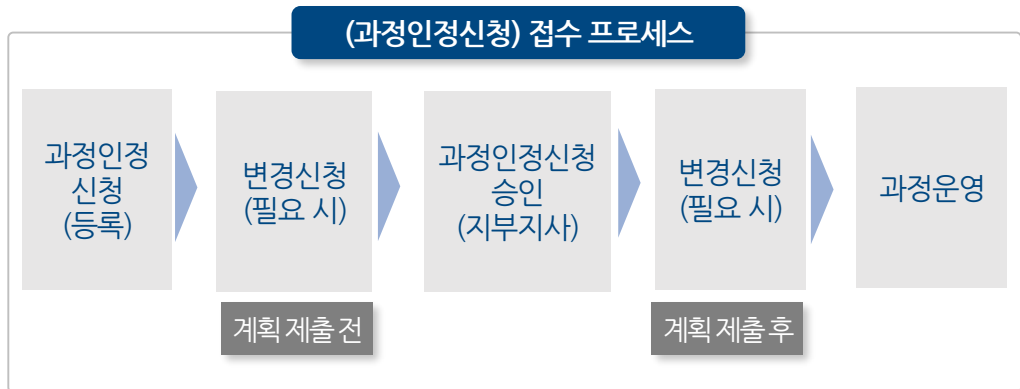 (과정인정신청) 접수 프로세스
과정인정
신청
(등록)
변경신청
(필요 시)
과정인정신청
승인
(지부지사)
변경신청
(필요 시)
과정운영
계획 제출 전
계획 제출 후